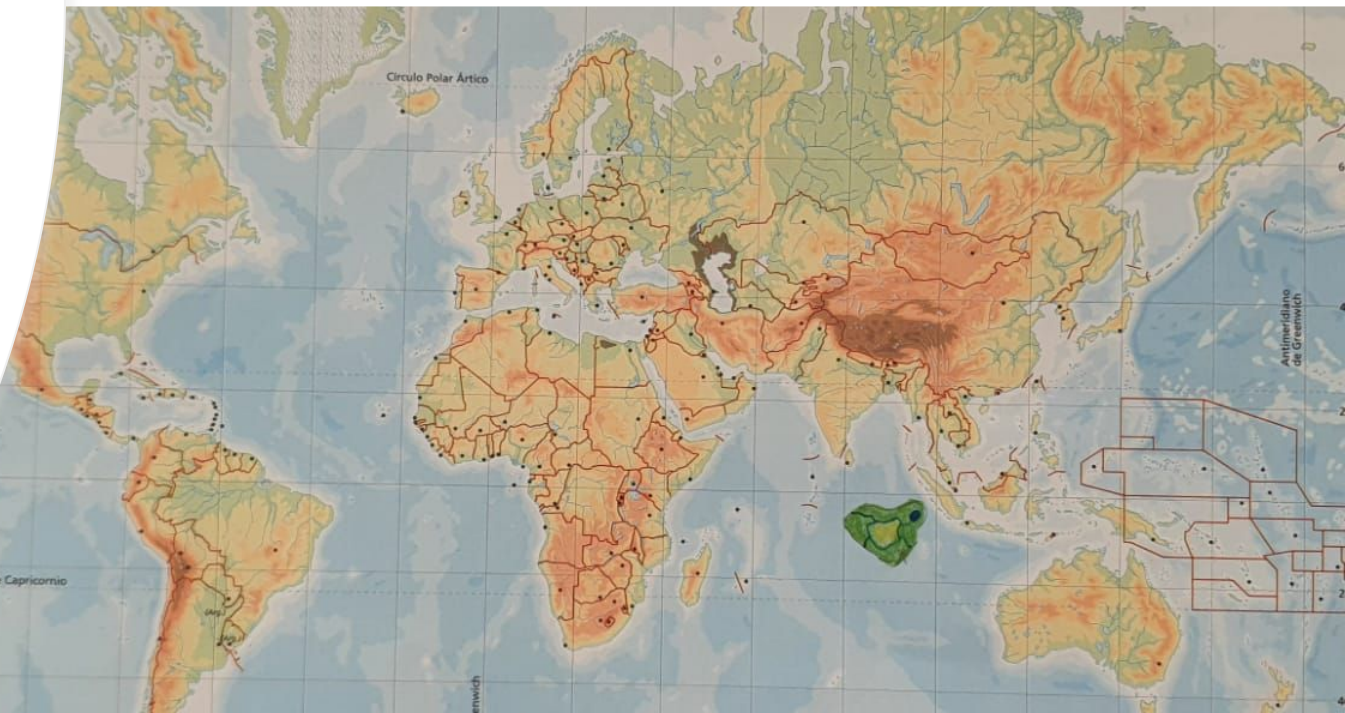 Círculo Polar Ártico
Antimeridiano
de Greenwich
Capricornio
enwich